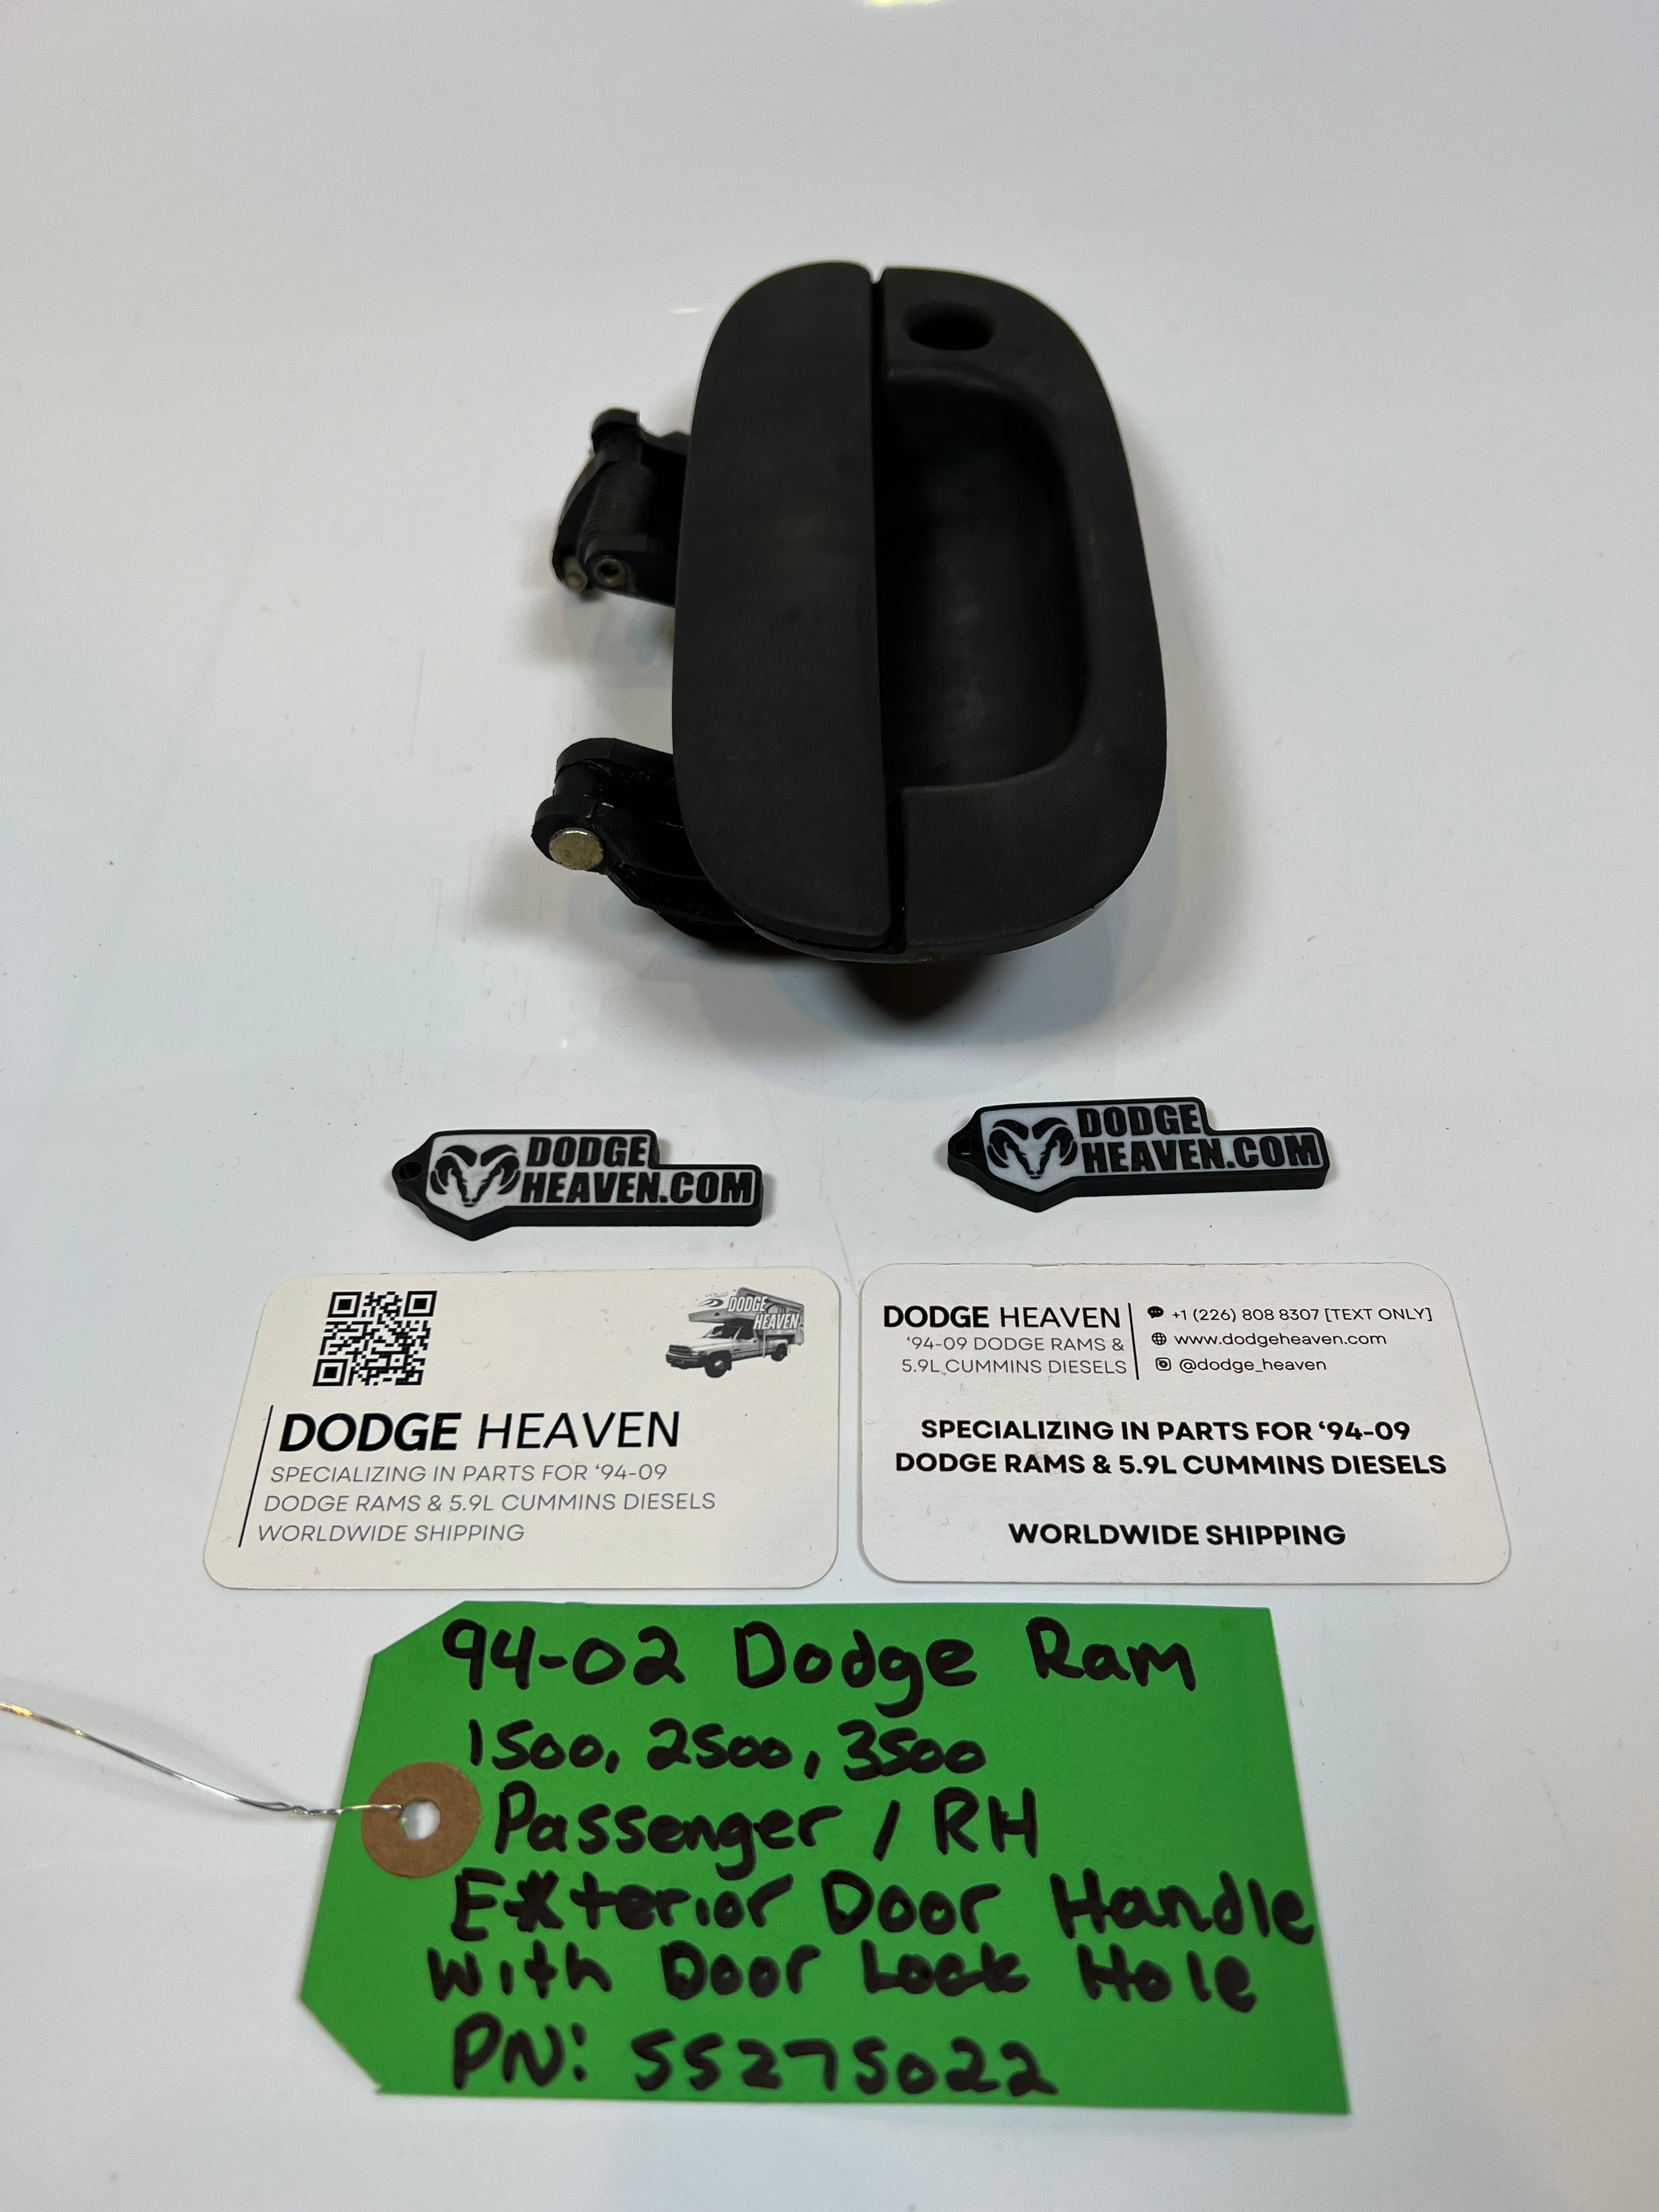 DODGE
HEAVEN.COM
DODGE
HEAVEN.COM
DODGE
HEAVEN
DODGE HEAVEN
SPECIALIZING IN PARTS FOR ‘94-09
DODGE RAMS & 5.9L CUMMINS DIESELS
WORLDWIDE SHIPPING
DODGE HEAVEN
‘94-09 DODGE RAMS &
5.9L CUMMINS DIESELS
+1 (226) 808 8307 [TEXT ONLY]
www.dodgeheaven.com
@dodge_heaven
SPECIALIZING IN PARTS FOR ‘94-09
DODGE RAMS & 5.9L CUMMINS DIESELS
WORLDWIDE SHIPPING
94-02 Dodge Ram
1500, 2500, 3500
Passenger / RH
Exterior Door Handle
With Door Lock Hole
PN: 55275022